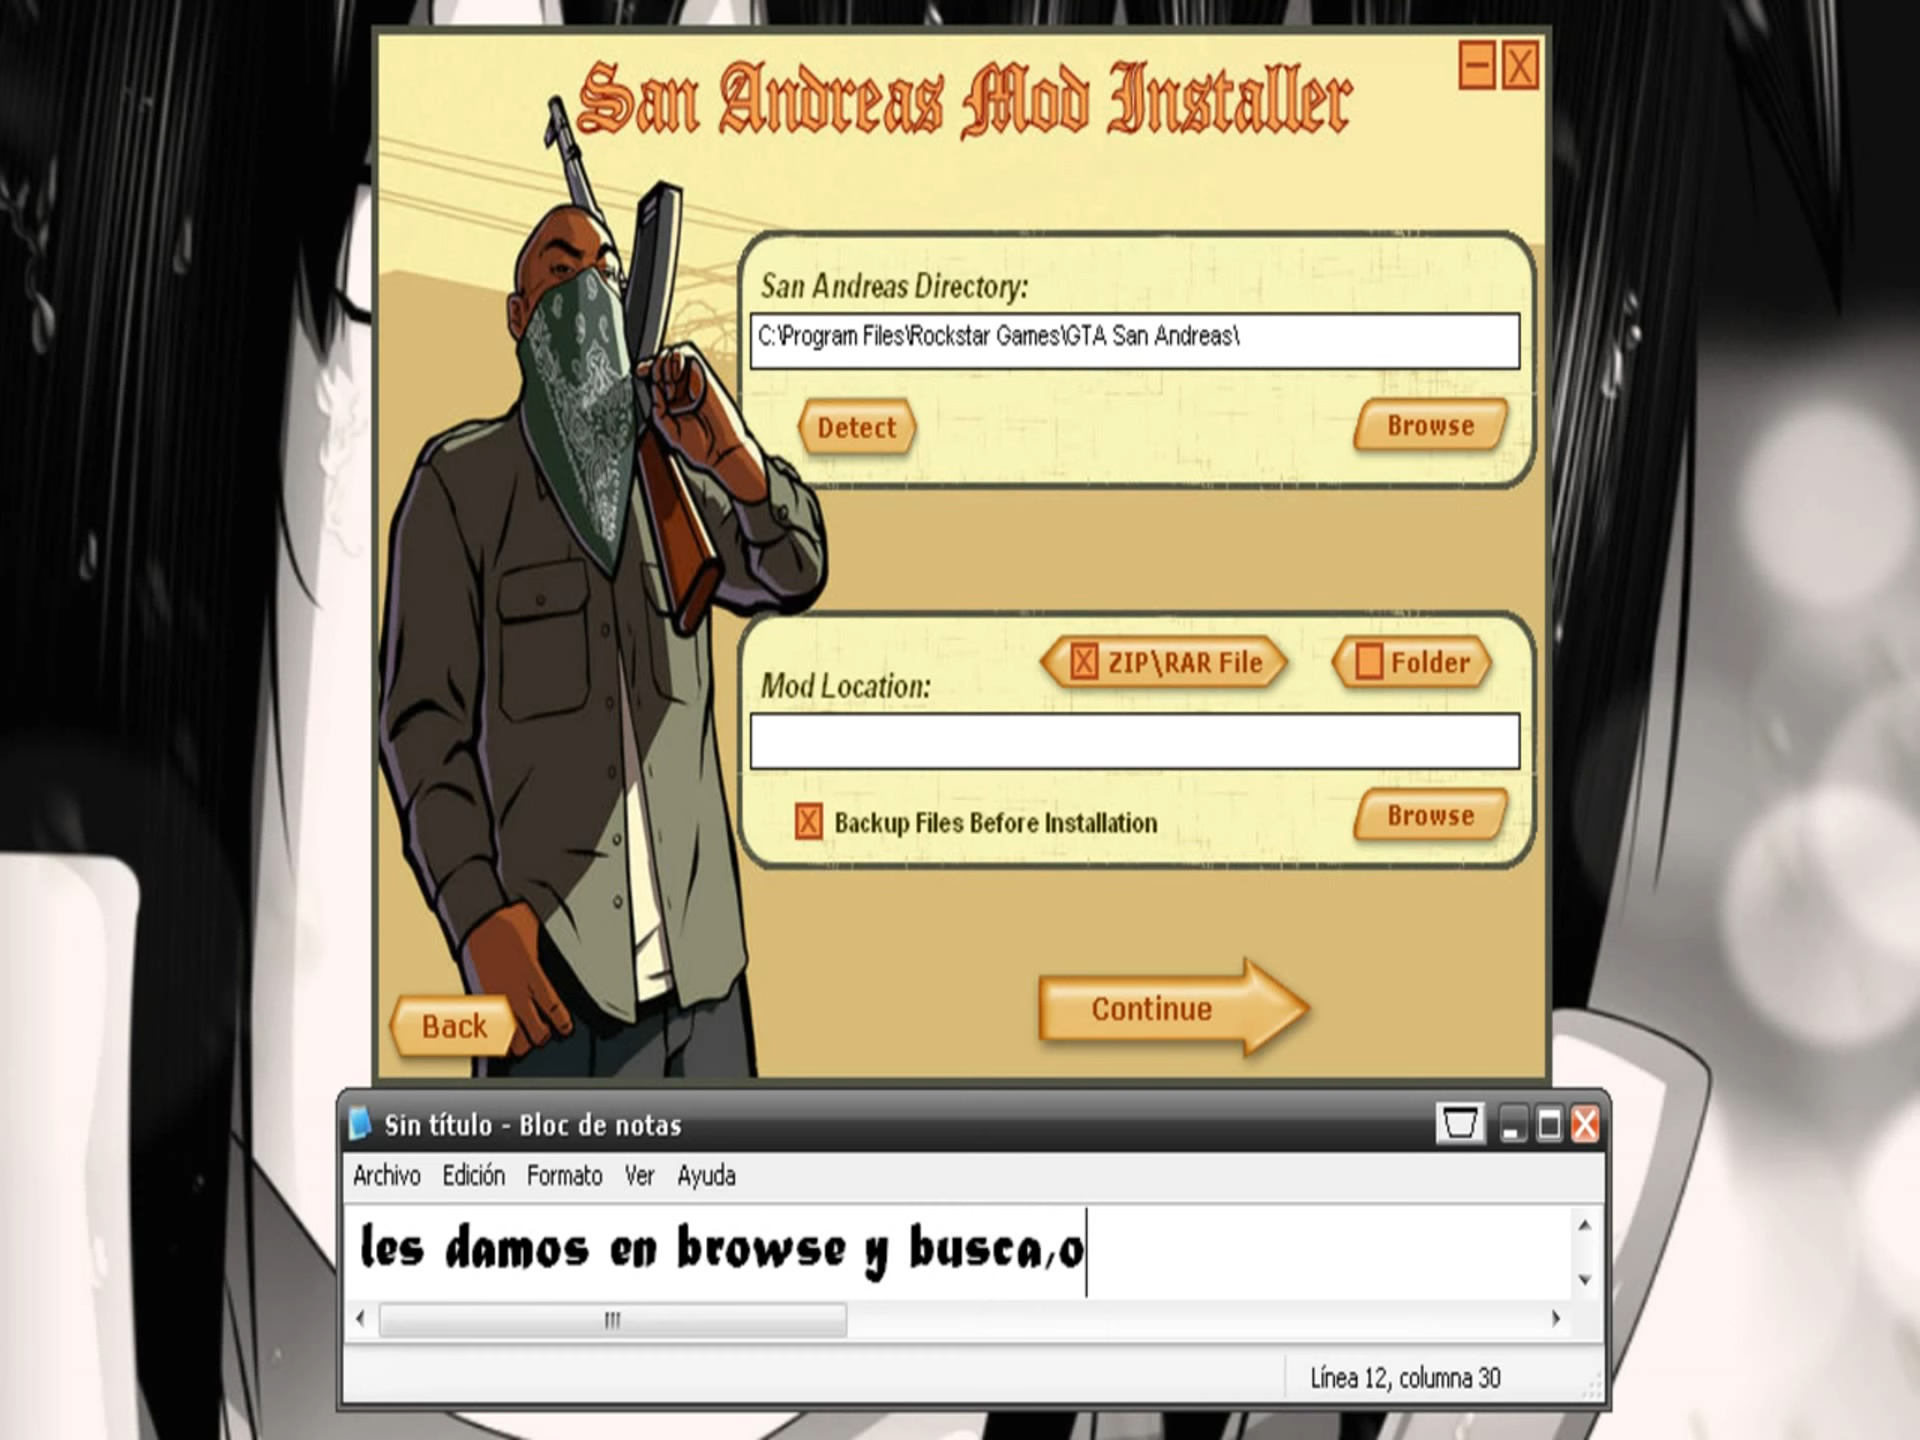 San Andreas Mod Installer
San Andreas Directory:
C:\Program Files\Rockstar Games\GTA San Andreas\
Detect
Browse
ZIP\RAR File
Folder
Mod Location:
Backup Files Before Installation
Browse
Back
Continue
Sin título - Bloc de notas
Archivo Edición Formato Ver Ayuda
les damos en browse y busca,o
Línea 12, columna 30